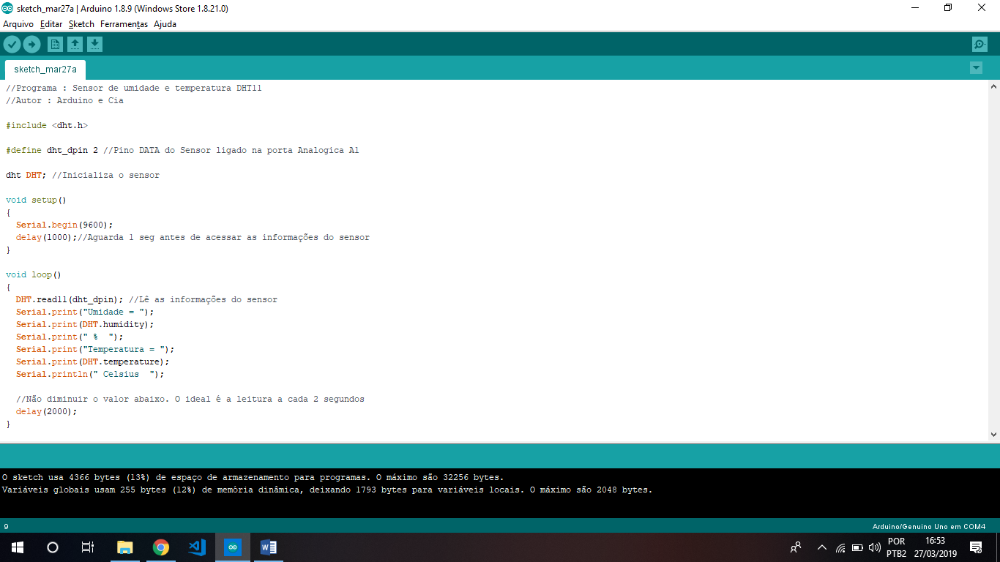 sketch_mar27a | Arduino 1.8.9 (Windows Store 1.8.21.0)
Arquivo Editar Sketch Ferramentas Ajuda
sketch_mar27a
//Programa : Sensor de umidade e temperatura DHT11
//Autor : Arduino e Cia
#include <dht.h>
#define dht_dpin 2 //Pino DATA do Sensor ligado na porta Analogica A1
dht DHT; //Inicializa o sensor
void setup()
{
  Serial.begin(9600);
  delay(1000);//Aguarda 1 seg antes de acessar as informações do sensor
}
void loop()
{
  DHT.read11(dht_dpin); //Lê as informações do sensor
  Serial.print("Umidade = ");
  Serial.print(DHT.humidity);
  Serial.print(" %  ");
  Serial.print("Temperatura = ");
  Serial.print(DHT.temperature);
  Serial.println(" Celsius  ");
  //Não diminuir o valor abaixo. O ideal é a leitura a cada 2 segundos
  delay(2000);
}
O sketch usa 4366 bytes (13%) de espaço de armazenamento para programas. O máximo são 32256 bytes.
Variáveis globais usam 255 bytes (12%) de memória dinâmica, deixando 1793 bytes para variáveis locais. O máximo são 2048 bytes.
9 Arduino/Genuino Uno em COM4
POR 16:53
PTB2 27/03/2019